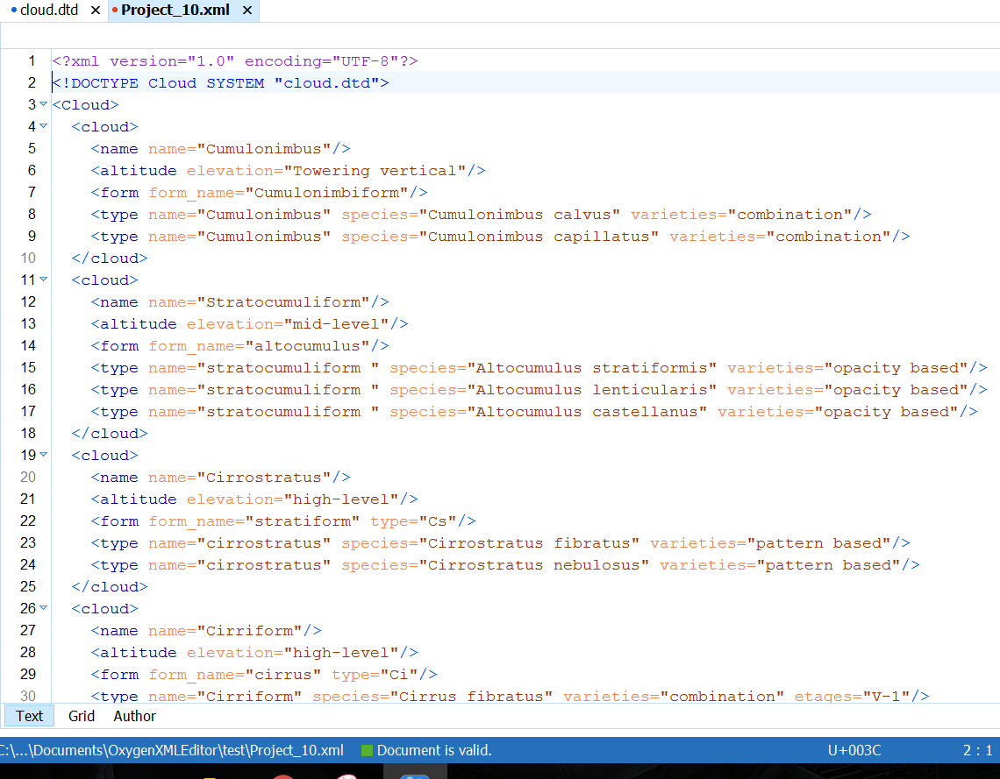 cloud.dtd × Project_10.xml ×
1 <?xml version="1.0" encoding="UTF-8"?>
2 <!DOCTYPE Cloud SYSTEM "cloud.dtd">
3 <Cloud>
4 <cloud>
5 <name name="Cumulonimbus"/>
6 <altitude elevation="Towering vertical"/>
7 <form form_name="Cumulonimbiform"/>
8 <type name="Cumulonimbus" species="Cumulonimbus calvus" varieties="combination"/>
9 <type name="Cumulonimbus" species="Cumulonimbus capillatus" varieties="combination"/>
10 </cloud>
11 <cloud>
12 <name name="Stratocumuliform"/>
13 <altitude elevation="mid-level"/>
14 <form form_name="altocumulus"/>
15 <type name="stratocumuliform " species="Altocumulus stratiformis" varieties="opacity based"/>
16 <type name="stratocumuliform " species="Altocumulus lenticularis" varieties="opacity based"/>
17 <type name="stratocumuliform " species="Altocumulus castellanus" varieties="opacity based"/>
18 </cloud>
19 <cloud>
20 <name name="Cirrostratus"/>
21 <altitude elevation="high-level"/>
22 <form form_name="stratiform" type="Cs"/>
23 <type name="cirrostratus" species="Cirrostratus fibratus" varieties="pattern based"/>
24 <type name="cirrostratus" species="Cirrostratus nebulosus" varieties="pattern based"/>
25 </cloud>
26 <cloud>
27 <name name="Cirriform"/>
28 <altitude elevation="high-level"/>
29 <form form_name="cirrus" type="Ci"/>
30 <type name="Cirriform" species="Cirrus fibratus" varieties="combination" etages="V-1"/>
Text Grid Author
C:\...\Documents\OxygenXMLEditor\test\Project_10.xml Document is valid. U+003C 2 : 1